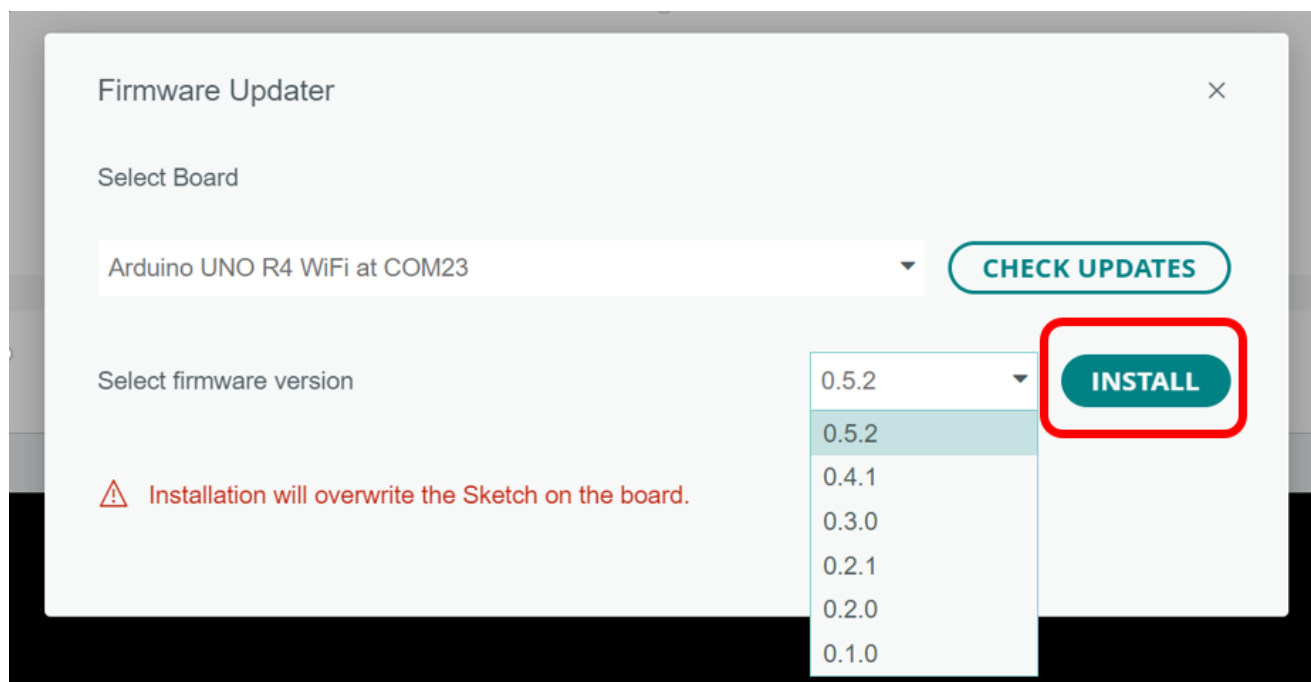 Firmware Updater
Select Board
Arduino UNO R4 WiFi at COM23
CHECK UPDATES
Select firmware version
0.5.2
INSTALL
0.5.2
0.4.1
0.3.0
0.2.1
0.2.0
0.1.0
Installation will overwrite the Sketch on the board.